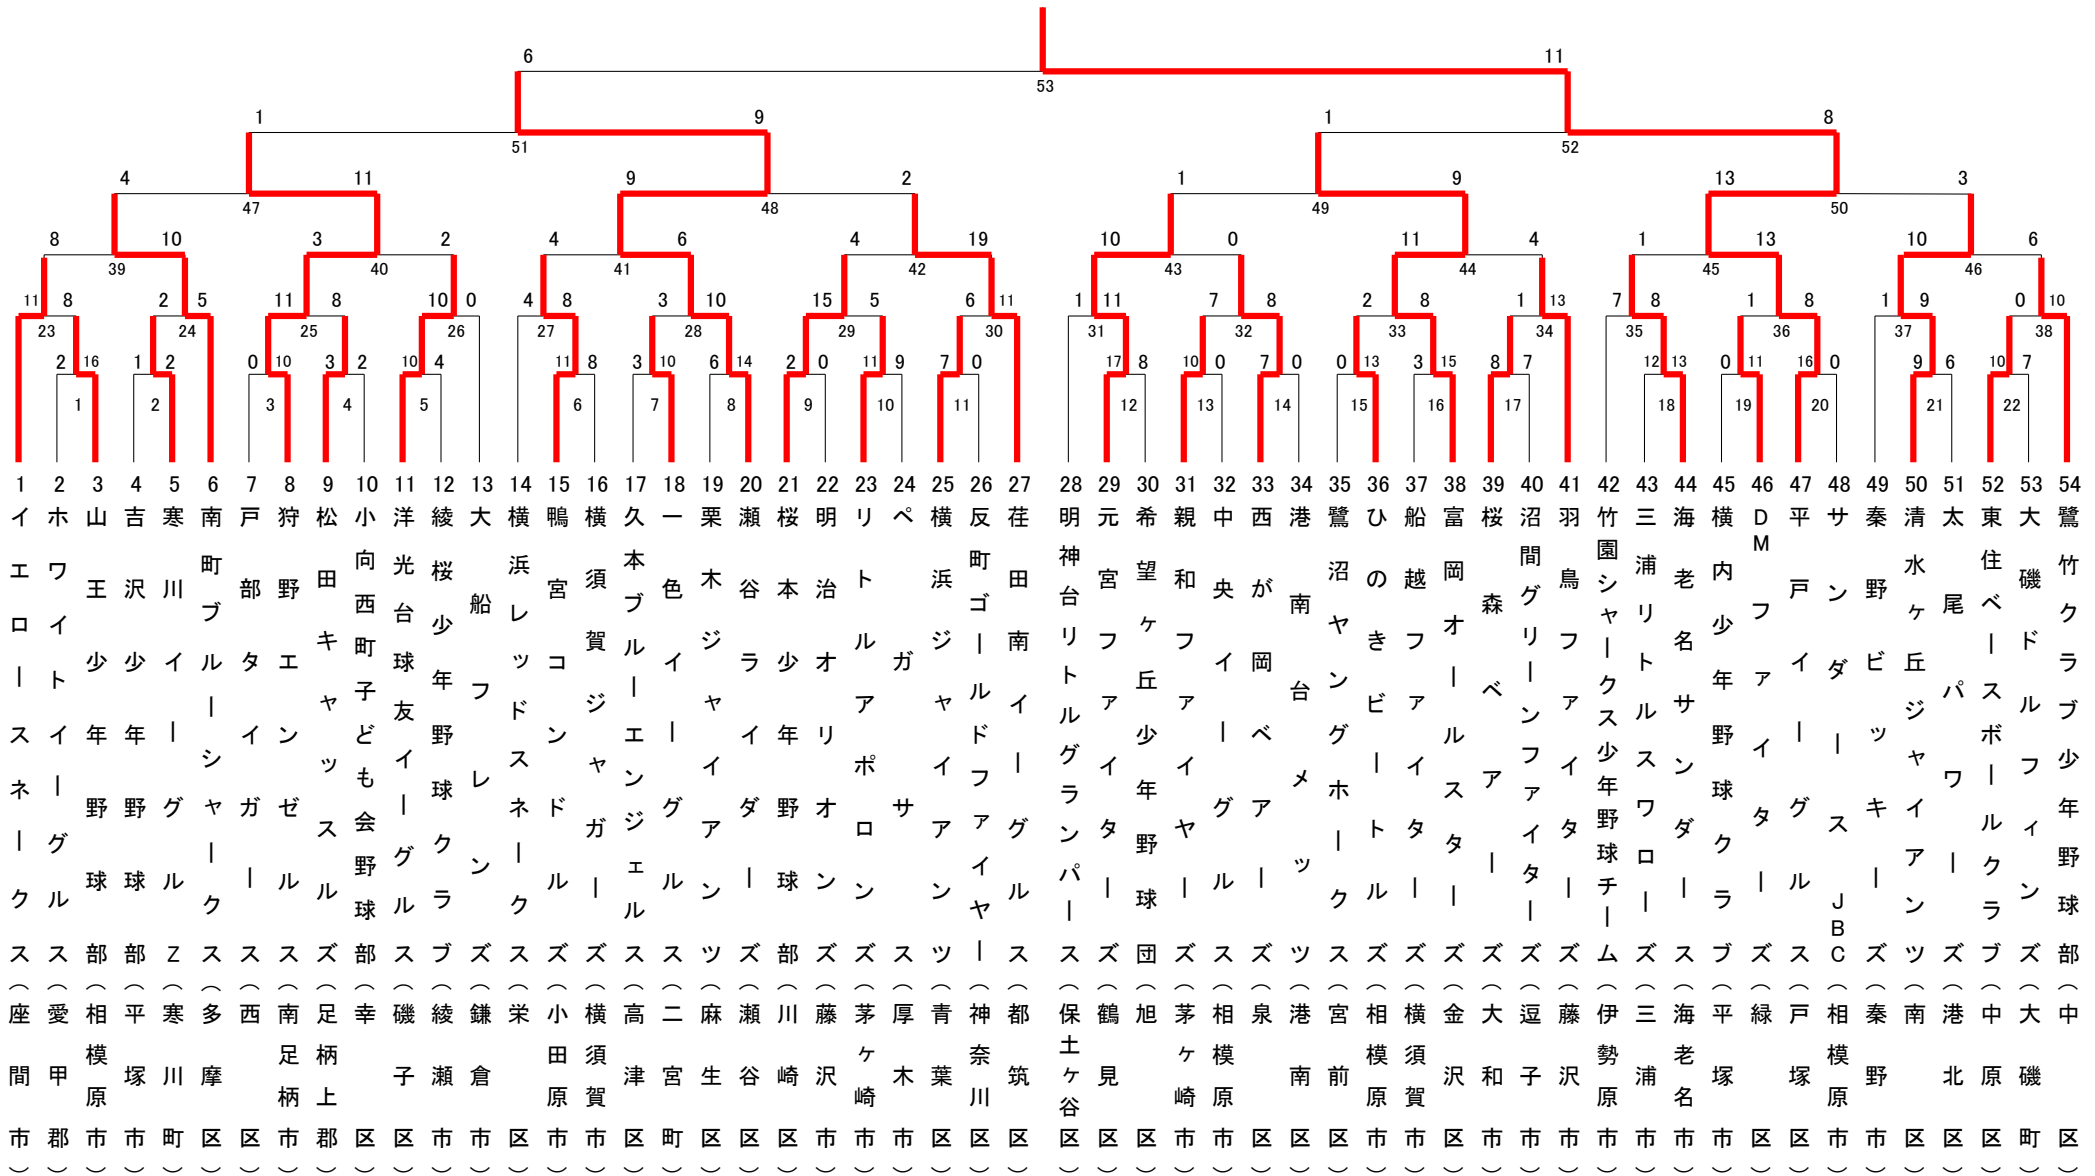 6 11
53
1 9 1 8
51 52
4 11 9 2 1 9 13 3
47 48 49 50
8 10 3 2 4 6 4 19 10 0 11 4 1 13 10 6
39 40 41 42 43 44 45 46
11 8 2 5 11 8 10 0 4 8 3 10 15 5 6 11 1 11 7 8 2 8 1 13 7 8 1 8 1 9 0 10
23 24 25 26 27 28 29 30 31 32 33 34 35 36 37 38
2 16 1 2 0 10 3 2 10 4 11 8 3 10 6 14 2 0 11 9 7 0 17 8 10 0 7 0 0 13 3 15 8 7 12 13 0 11 16 0 9 6 10 7
1 2 3 4 5 6 7 8 9 10 11 12 13 14 15 16 17 18 19 20 21 22
1 イエロースネークス（座間市）
2 ホワイトイーグルス（愛甲郡）
3 山王少年野球部（相模原市）
4 吉沢少年野球部（平塚市）
5 寒川イーグルZ（寒川町）
6 南町ブルーシャークス（多摩区）
7 戸部タイガース（西区）
8 狩野エンゼルス（南足柄市）
9 松田キャッスルズ（足柄上郡）
10 小向西町子ども会野球部（幸区）
11 洋光台球友イーグルス（磯子区）
12 綾桜少年野球クラブ（綾瀬市）
13 大船フレンズ（鎌倉市）
14 横浜レッドスネークス（栄区）
15 鴨宮コンドルズ（小田原市）
16 横須賀ジャガーズ（横須賀市）
17 久本ブルーエンジェルス（高津区）
18 一色イーグルス（二宮町）
19 栗木ジャイアンツ（麻生区）
20 瀬谷ライダーズ（瀬谷区）
21 桜本少年野球部（川崎区）
22 明治オリオンズ（藤沢市）
23 リトルアポロンズ（茅ヶ崎市）
24 ペガサス（厚木市）
25 横浜ジャイアンツ（青葉区）
26 反町ゴールドファイヤー（神奈川区）
27 荏田南イーグルス（都筑区）
28 明神台リトルグランパース（保土ヶ谷区）
29 元宮ファイターズ（鶴見区）
30 希望ヶ丘少年野球団（旭区）
31 親和ファイヤーズ（茅ヶ崎市）
32 中央イーグルス（相模原市）
33 西が岡ベアーズ（泉区）
34 港南台メッツ（港南区）
35 鷺沼ヤングホークス（宮前区）
36 ひのきビートルズ（相模原市）
37 船越ファイターズ（横須賀市）
38 富岡オールスターズ（金沢区）
39 桜森ベアーズ（大和市）
40 沼間グリーンファイターズ（逗子市）
41 羽鳥ファイターズ（藤沢市）
42 竹園シャークス少年野球チーム（伊勢原市）
43 三浦リトルスワローズ（三浦市）
44 海老名サンダース（海老名市）
45 横内少年野球クラブ（平塚市）
46 DMファイターズ（緑区）
47 平戸イーグルス（戸塚区）
48 サンダースJBC（相模原市）
49 秦野ビッキーズ（秦野市）
50 清水ヶ丘ジャイアンツ（南区）
51 太尾パワーズ（港北区）
52 東住ベースボールクラブ（中原区）
53 大磯ドルフィンズ（大磯町）
54 鷺竹クラブ少年野球部（中区）